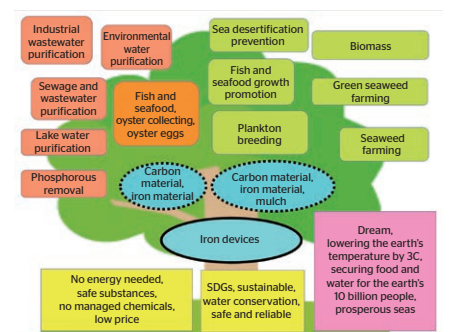 Industrial
wastewater
purification
Environmental
water
purification
Sea desertification
prevention
Biomass
Sewage and
wastewater
purification
Fish and
seafood,
oyster collecting,
oyster eggs
Fish and
seafood growth
promotion
Green seaweed
farming
Lake water
purification
Plankton
breeding
Seaweed
farming
Phosphorous
removal
Carbon
material,
iron material
Carbon material,
iron material,
mulch
Iron devices
Dream,
lowering the earth's
temperature by 3C,
securing food and
water for the earth's
10 billion people,
prosperous seas
No energy needed,
safe substances,
no managed chemicals,
low price
SDGs, sustainable,
water conservation,
safe and reliable